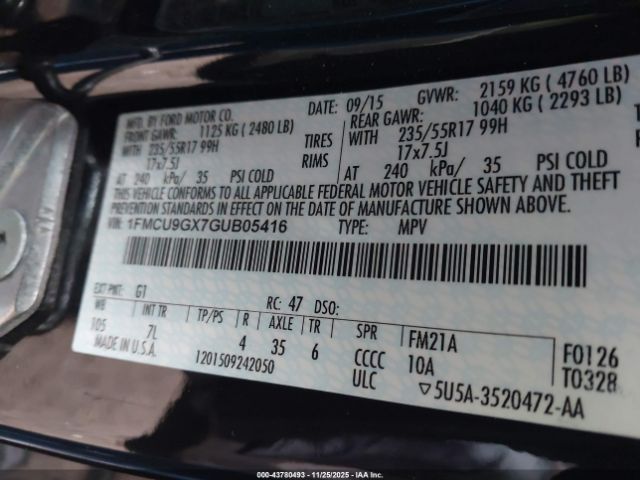 MFD. BY FORD MOTOR CO.
DATE: 09/15 GVWR: 2159 KG ( 4760 LB)
FRONT GAWR: 1125 KG ( 2480 LB)
REAR GAWR: 1040 KG ( 2293 LB)
WITH 235/55R17 99H TIRES WITH 235/55R17 99H
17x7.5J RIMS 17x7.5J
AT 240 kPa/ 35 PSI COLD AT 240 kPa/ 35 PSI COLD
THIS VEHICLE CONFORMS TO ALL APPLICABLE FEDERAL MOTOR VEHICLE SAFETY AND THEFT
PREVENTION STANDARDS IN EFFECT ON THE DATE OF MANUFACTURE SHOWN ABOVE.
VIN: 1FMCU9GX7GUB05416 TYPE: MPV
EXT PNT: G1 RC: 47 DSO:
WB INT TR TP/PS R AXLE TR SPR FM21A F0126
105 7L 4 35 6 CCCC 10A T0328
MADE IN U.S.A. 1201509242050 ULC ▽5U5A-3520472-AA
000-43780493 — 11/25/2025 — IAA Inc.